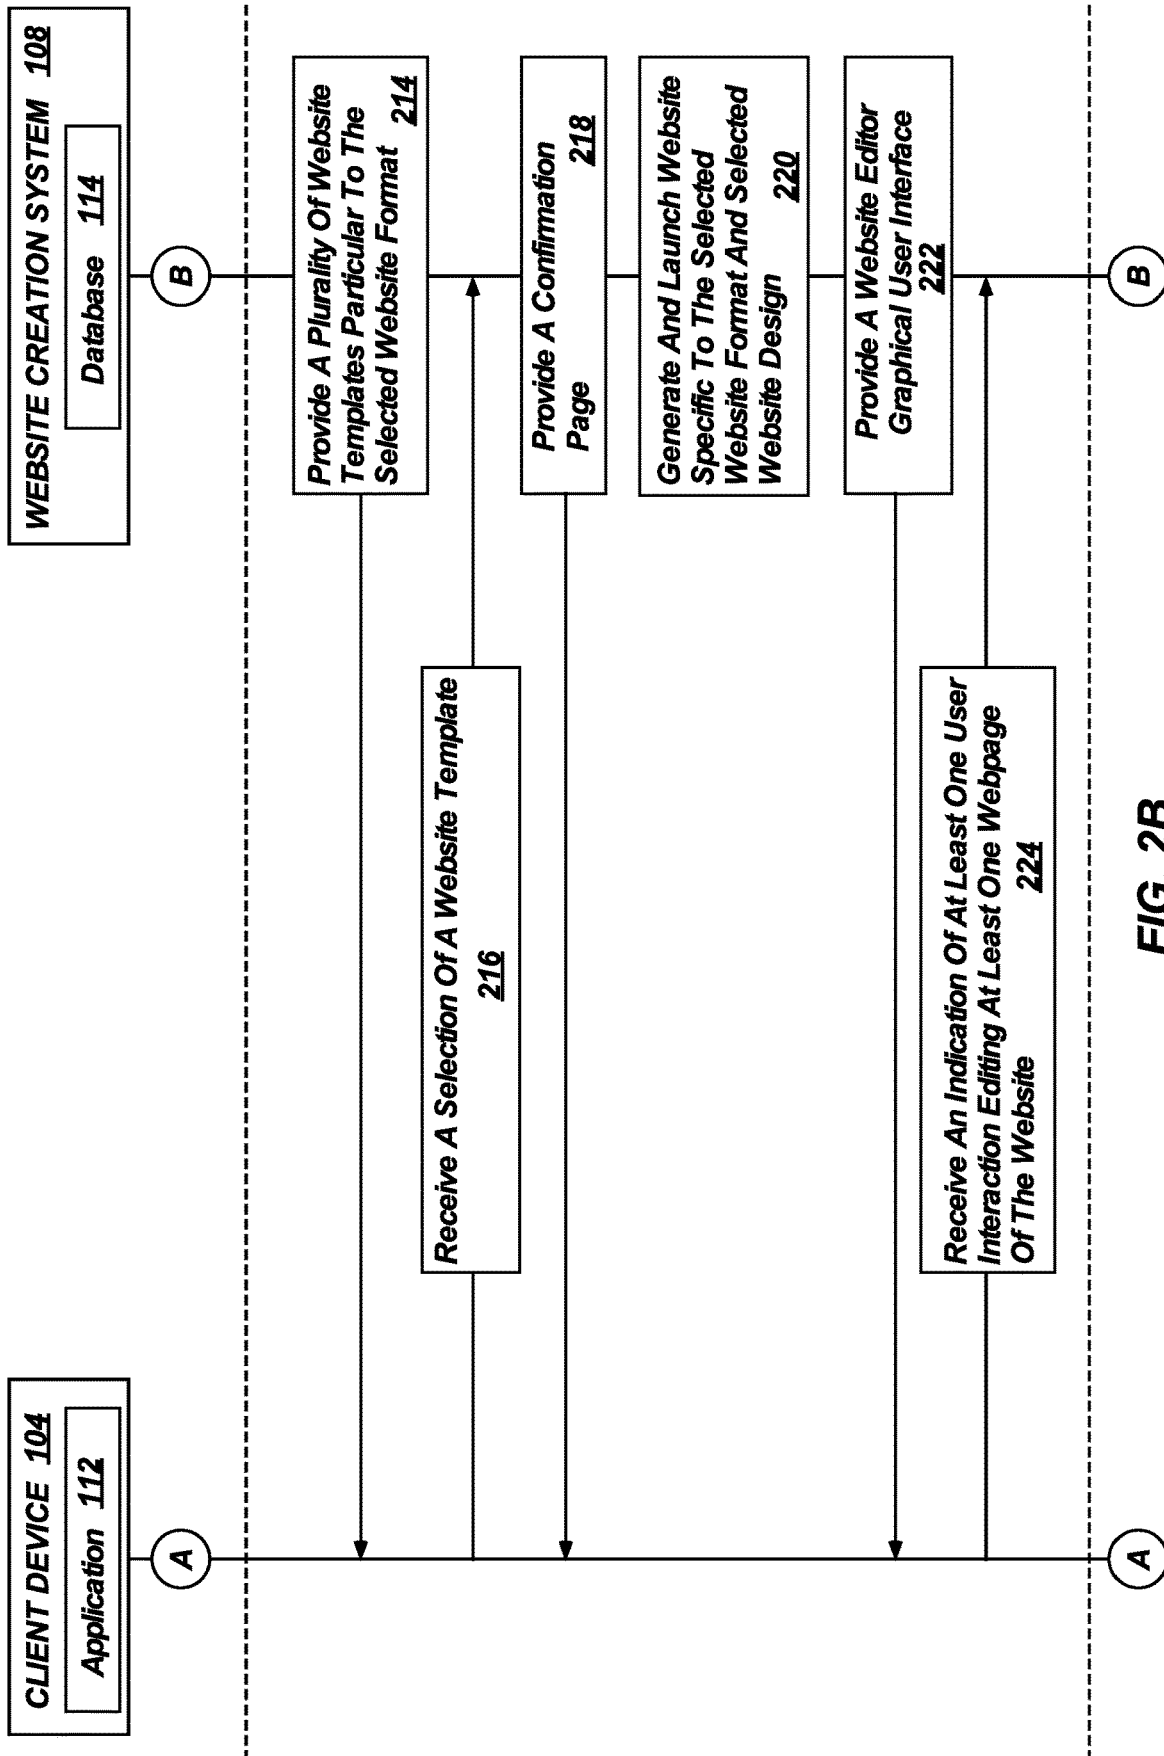 CLIENT DEVICE 104
Application 112
A
WEBSITE CREATION SYSTEM 108
Database 114
B
Provide A Plurality Of Website
Templates Particular To The
Selected Website Format 214
Receive A Selection Of A Website Template
216
Provide A Confirmation
Page 218
Generate And Launch Website
Specific To The Selected
Website Format And Selected
Website Design 220
Provide A Website Editor
Graphical User Interface
222
Receive An Indication Of At Least One User
Interaction Editing At Least One Webpage
Of The Website 224
A
B
FIG. 2B